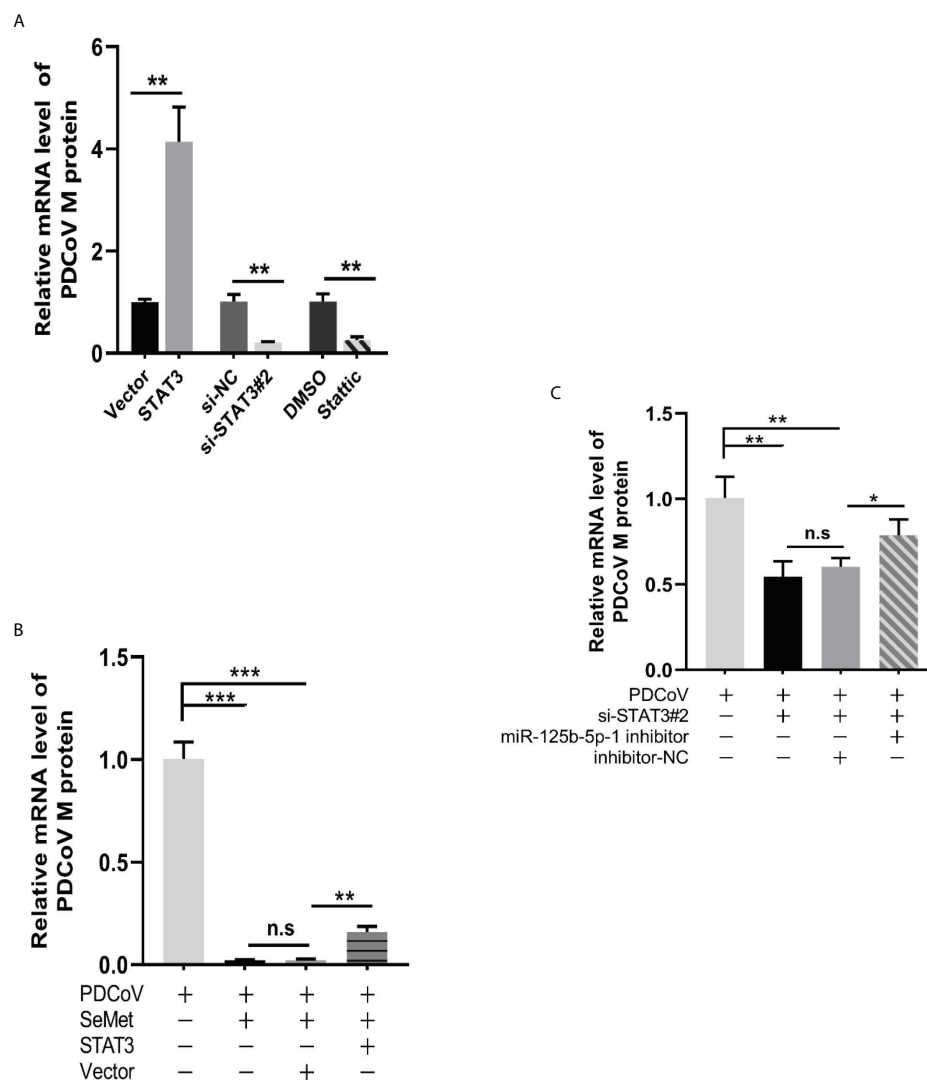 A
Relative mRNA level of
PDCoV M protein
6
4
2
0
**
**
**
Vector
STAT3
si-NC
si-STAT3#2
DMSO
Stattic
C
Relative mRNA level of
PDCoV M protein
1.5
1.0
0.5
0.0
**
**
n.s
*
PDCoV + + + +
si-STAT3#2 − + + +
miR-125b-5p-1 inhibitor − − − +
inhibitor-NC − − + −
B
Relative mRNA level of
PDCoV M protein
1.5
1.0
0.5
0.0
***
***
n.s
**
PDCoV + + + +
SeMet − + + +
STAT3 − − − +
Vector − − + −